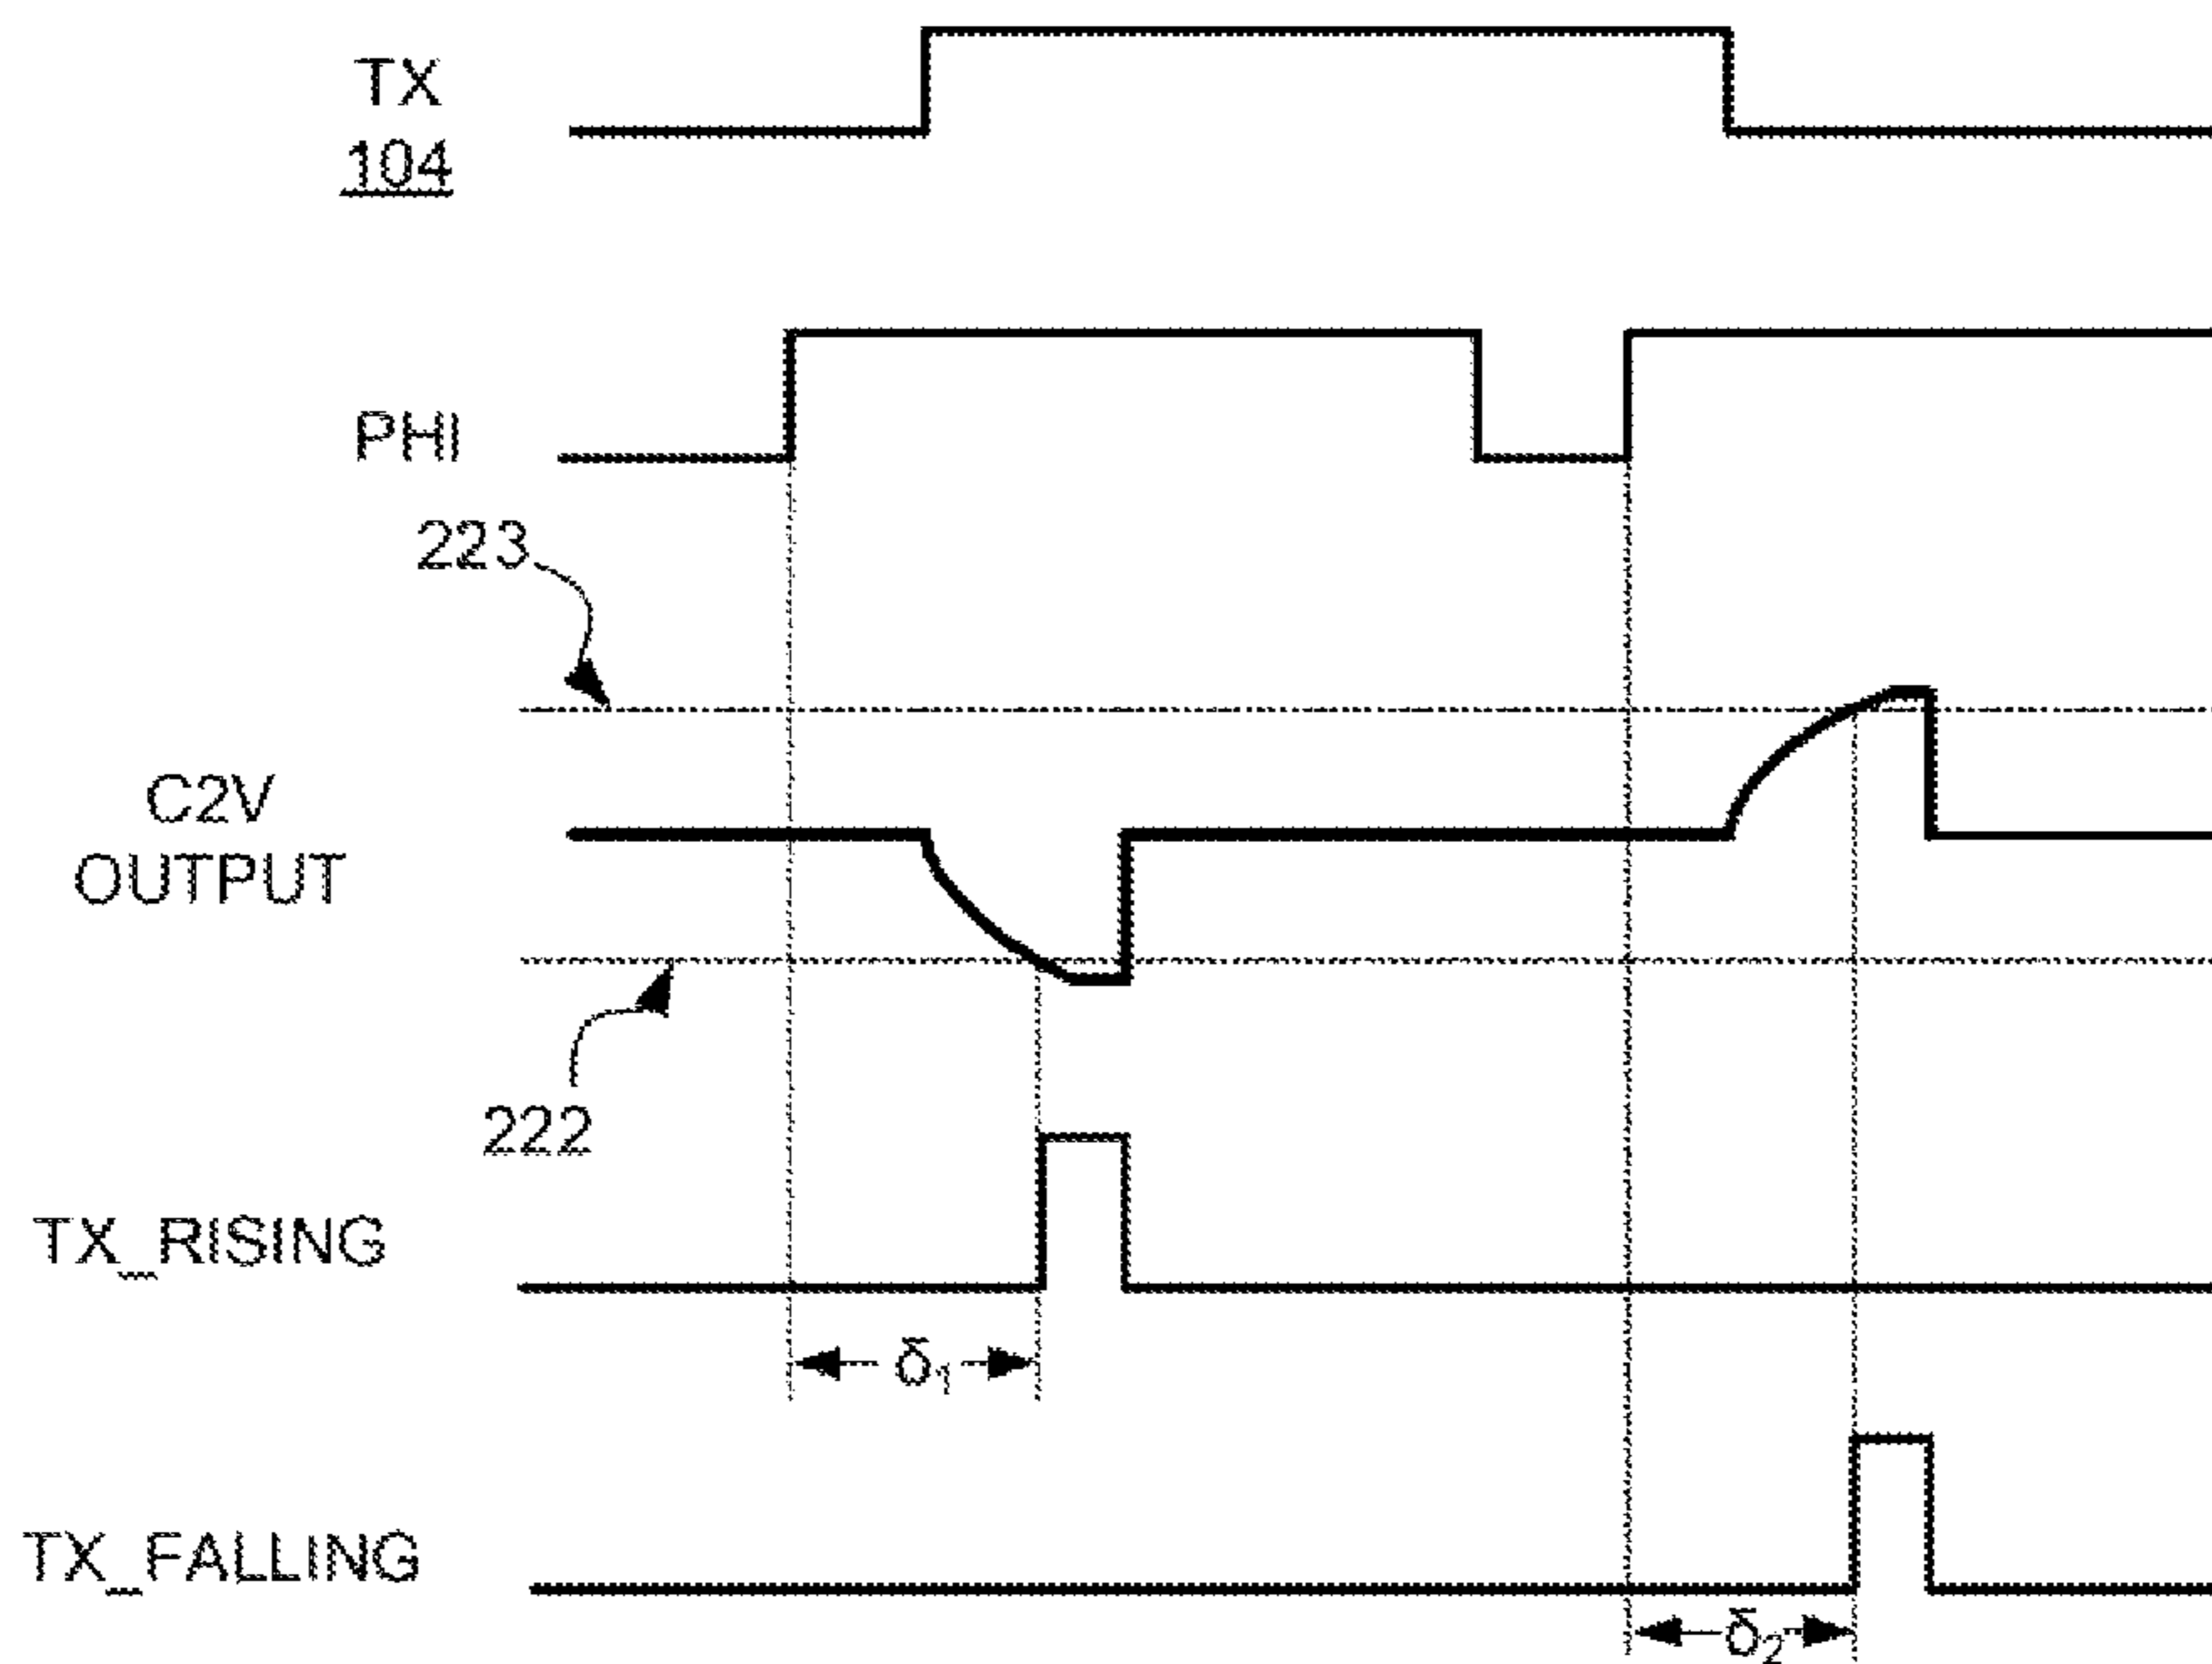 TX
104
PHI
223
C2V
OUTPUT
222
TX_RISING
δ1
TX_FALLING
δ2